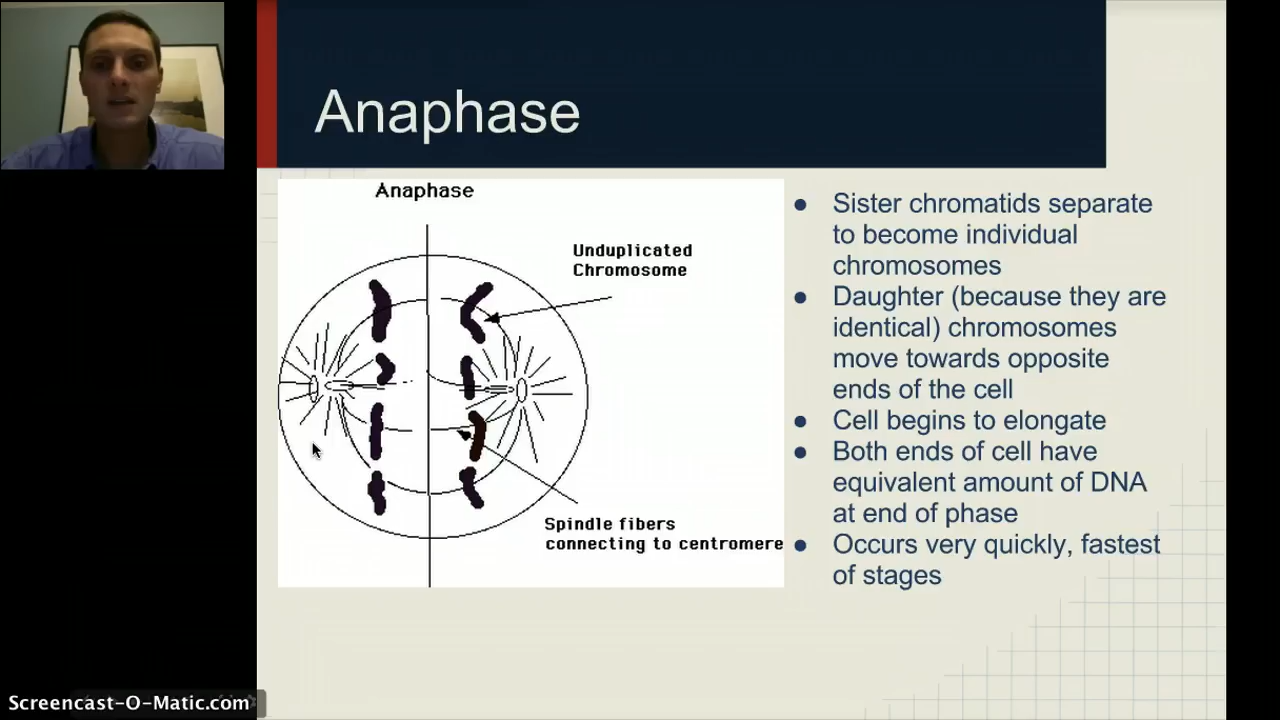 Anaphase
Anaphase
Unduplicated
Chromosome
Spindle fibers
connecting to centromere
● Sister chromatids separate
to become individual
chromosomes
● Daughter (because they are
identical) chromosomes
move towards opposite
ends of the cell
● Cell begins to elongate
● Both ends of cell have
equivalent amount of DNA
at end of phase
● Occurs very quickly, fastest
of stages
Screencast-O-Matic.com